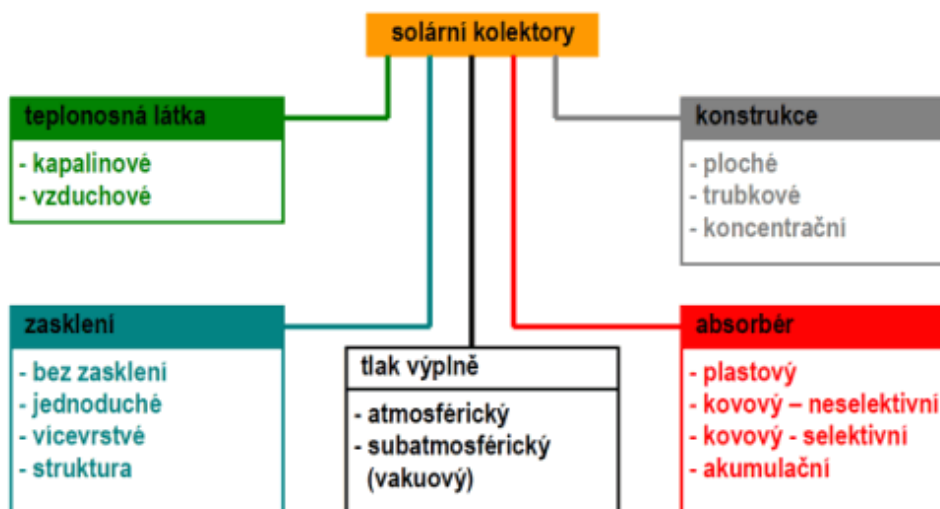 solární kolektory
teplonosná látka
- kapalinové
- vzduchové
konstrukce
- ploché
- trubkové
- koncentrační
zasklení
- bez zasklení
- jednoduché
- vícevrstvé
- struktura
tlak výplně
- atmosférický
- subatmosférický
(vakuový)
absorbér
- plastový
- kovový – neselektivní
- kovový - selektivní
- akumulační